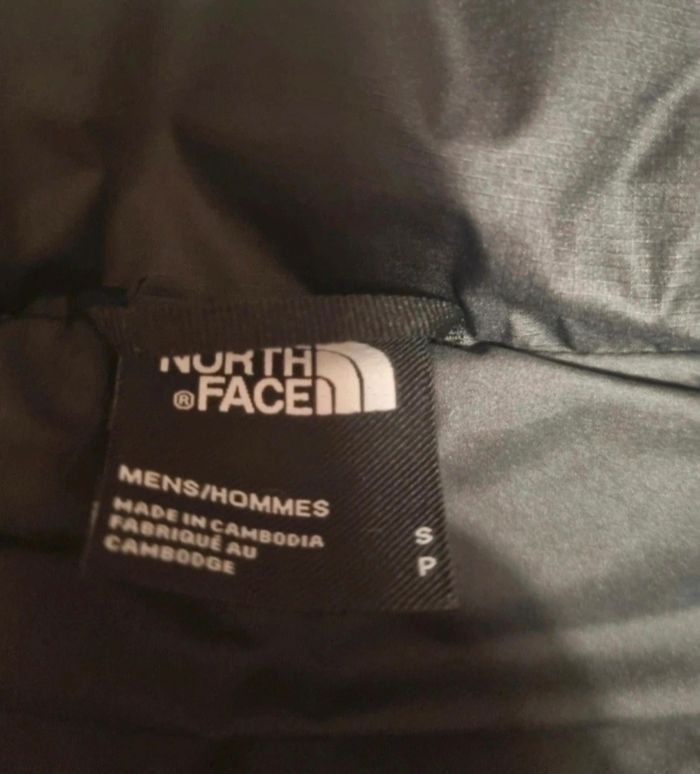 NORTH
® FACE
MENS/HOMMES
MADE IN CAMBODIA
FABRIQUÉ AU
CAMBODGE
S
P